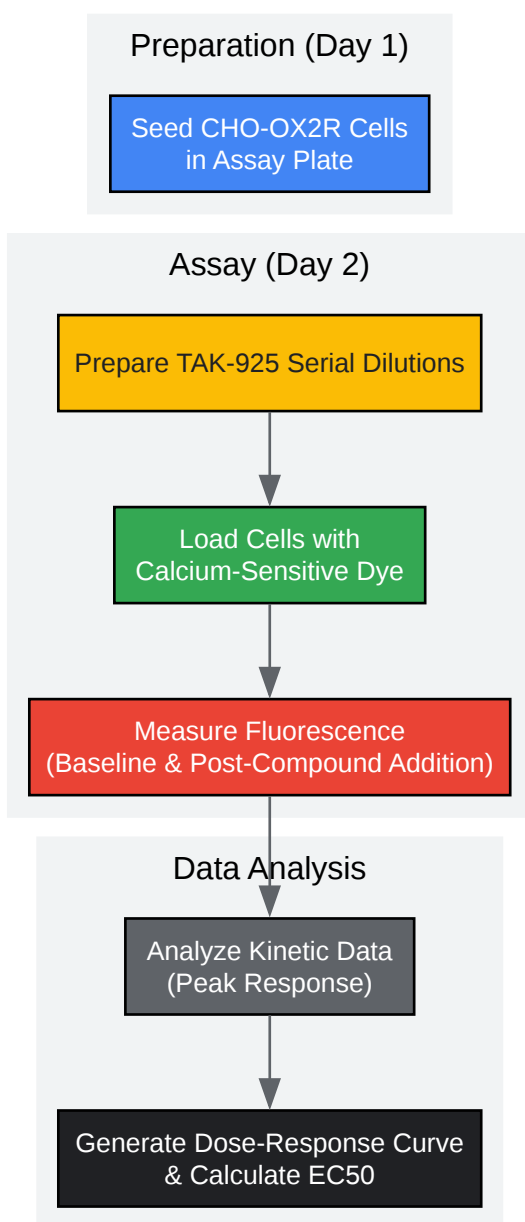 Preparation (Day 1)
Seed CHO-OX2R Cells
in Assay Plate
Assay (Day 2)
Prepare TAK-925 Serial Dilutions
Load Cells with
Calcium-Sensitive Dye
Measure Fluorescence
(Baseline & Post-Compound Addition)
Data Analysis
Analyze Kinetic Data
(Peak Response)
Generate Dose-Response Curve
& Calculate EC50